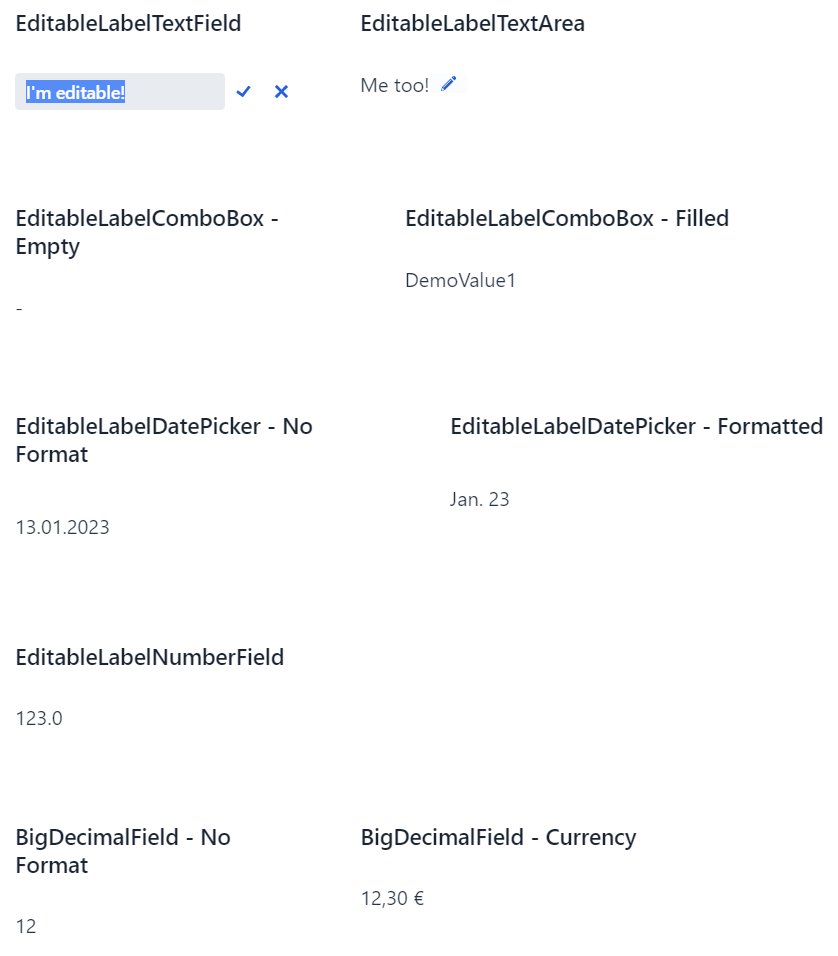 EditableLabelTextField
EditableLabelTextArea
I'm editable!
Me too!
EditableLabelComboBox -
Empty
EditableLabelComboBox - Filled
-
DemoValue1
EditableLabelDatePicker - No
Format
EditableLabelDatePicker - Formatted
13.01.2023
Jan. 23
EditableLabelNumberField
123.0
BigDecimalField - No
Format
BigDecimalField - Currency
12
12,30 €